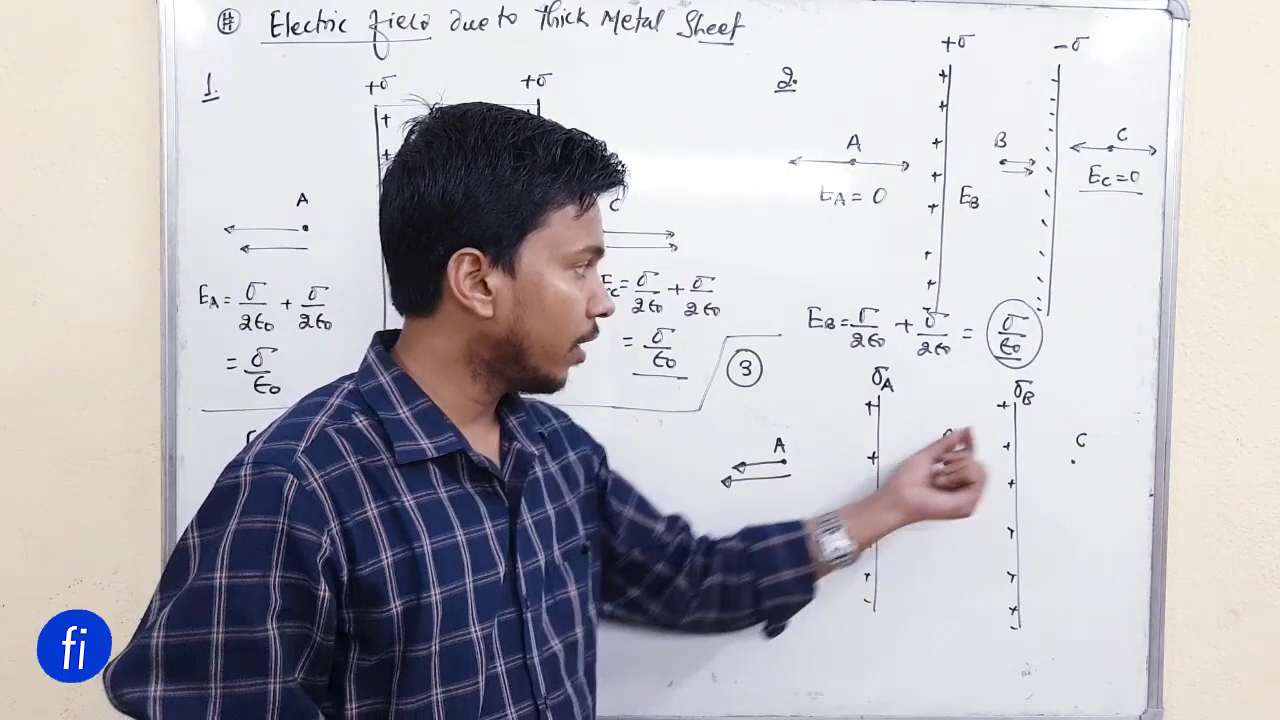 # Electric field due to thick Metal Sheet
1.
+σ +σ
A
C
E_A = σ/2ϵ₀ + σ/2ϵ₀
= σ/ϵ₀
E_C = σ/2ϵ₀ + σ/2ϵ₀
= σ/ϵ₀
2.
+σ -σ
A B C
E_A = 0
E_B
E_C = 0
E_B = σ/2ϵ₀ + σ/2ϵ₀ = σ/ϵ₀
3
σ_A σ_B
A
C
fi